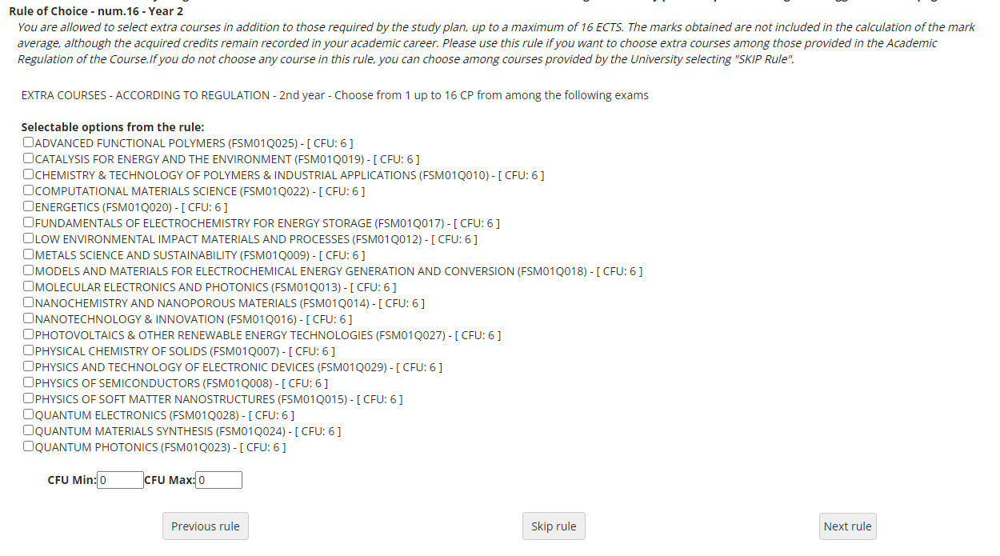 Rule of Choice - num.16 - Year 2
You are allowed to select extra courses in addition to those required by the study plan, up to a maximum of 16 ECTS. The marks obtained are not included in the calculation of the mark
average, although the acquired credits remain recorded in your academic career. Please use this rule if you want to choose extra courses among those provided in the Academic
Regulation of the Course.If you do not choose any course in this rule, you can choose among courses provided by the University selecting "SKIP Rule".
EXTRA COURSES - ACCORDING TO REGULATION - 2nd year - Choose from 1 up to 16 CP from among the following exams
Selectable options from the rule:
ADVANCED FUNCTIONAL POLYMERS (FSM01Q025) - [ CFU: 6 ]
CATALYSIS FOR ENERGY AND THE ENVIRONMENT (FSM01Q019) - [ CFU: 6 ]
CHEMISTRY & TECHNOLOGY OF POLYMERS & INDUSTRIAL APPLICATIONS (FSM01Q010) - [ CFU: 6 ]
COMPUTATIONAL MATERIALS SCIENCE (FSM01Q022) - [ CFU: 6 ]
ENERGETICS (FSM01Q020) - [ CFU: 6 ]
FUNDAMENTALS OF ELECTROCHEMISTRY FOR ENERGY STORAGE (FSM01Q017) - [ CFU: 6 ]
LOW ENVIRONMENTAL IMPACT MATERIALS AND PROCESSES (FSM01Q012) - [ CFU: 6 ]
METALS SCIENCE AND SUSTAINABILITY (FSM01Q009) - [ CFU: 6 ]
MODELS AND MATERIALS FOR ELECTROCHEMICAL ENERGY GENERATION AND CONVERSION (FSM01Q018) - [ CFU: 6 ]
MOLECULAR ELECTRONICS AND PHOTONICS (FSM01Q013) - [ CFU: 6 ]
NANOCHEMISTRY AND NANOPOROUS MATERIALS (FSM01Q014) - [ CFU: 6 ]
NANOTECHNOLOGY & INNOVATION (FSM01Q016) - [ CFU: 6 ]
PHOTOVOLTAICS & OTHER RENEWABLE ENERGY TECHNOLOGIES (FSM01Q027) - [ CFU: 6 ]
PHYSICAL CHEMISTRY OF SOLIDS (FSM01Q007) - [ CFU: 6 ]
PHYSICS AND TECHNOLOGY OF ELECTRONIC DEVICES (FSM01Q029) - [ CFU: 6 ]
PHYSICS OF SEMICONDUCTORS (FSM01Q008) - [ CFU: 6 ]
PHYSICS OF SOFT MATTER NANOSTRUCTURES (FSM01Q015) - [ CFU: 6 ]
QUANTUM ELECTRONICS (FSM01Q028) - [ CFU: 6 ]
QUANTUM MATERIALS SYNTHESIS (FSM01Q024) - [ CFU: 6 ]
QUANTUM PHOTONICS (FSM01Q023) - [ CFU: 6 ]
CFU Min: 0 CFU Max: 0
Previous rule Skip rule Next rule